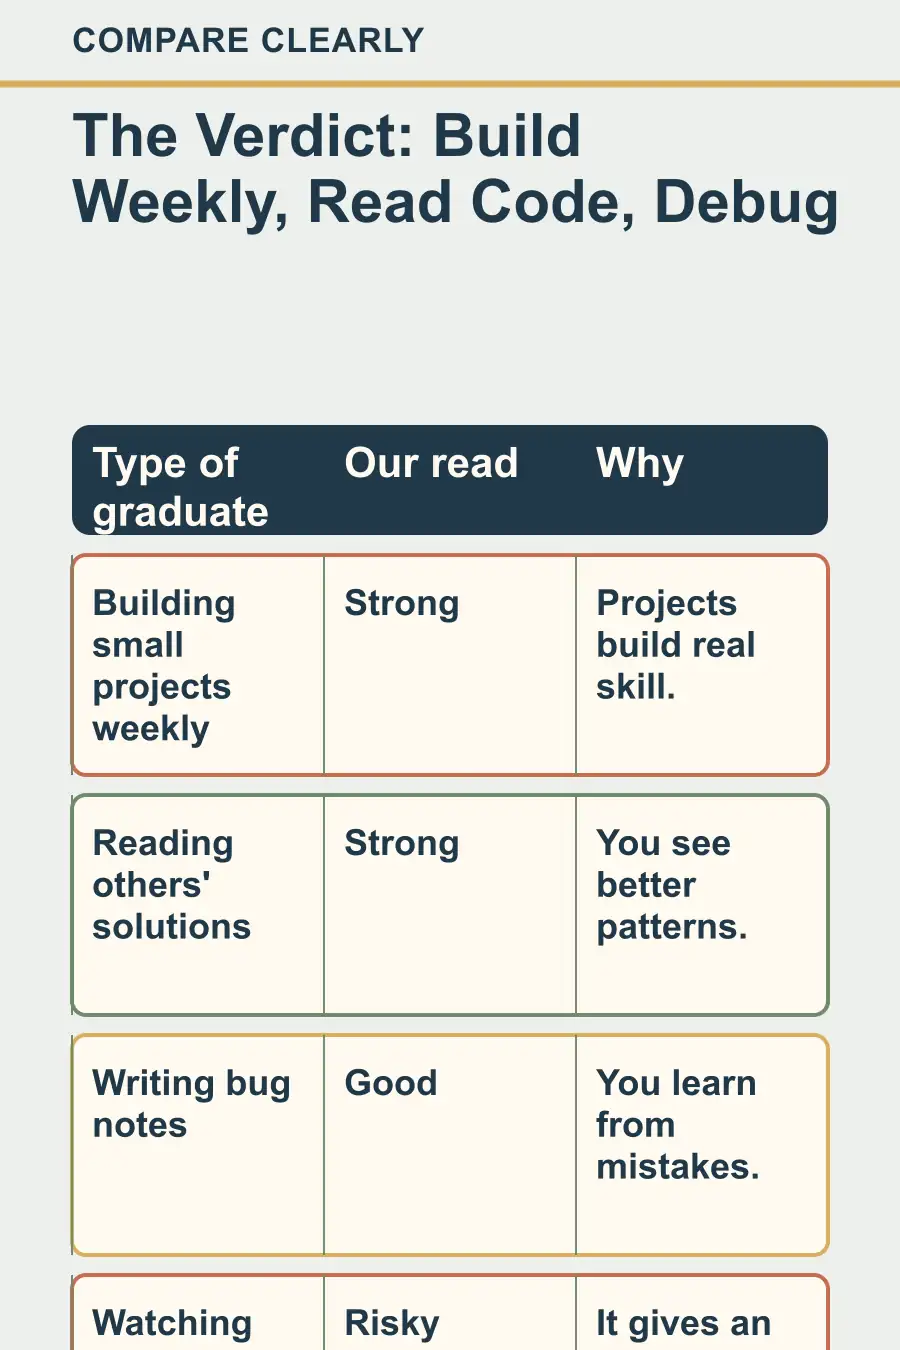 COMPARE CLEARLY
The Verdict: Build
Weekly, Read Code, Debug
Type of
graduate
Our read
Why
Building
small
projects
weekly
Strong
Projects
build real
skill.
Reading
others'
solutions
Strong
You see
better
patterns.
Writing bug
notes
Good
You learn
from
mistakes.
Watching
Risky
It gives an